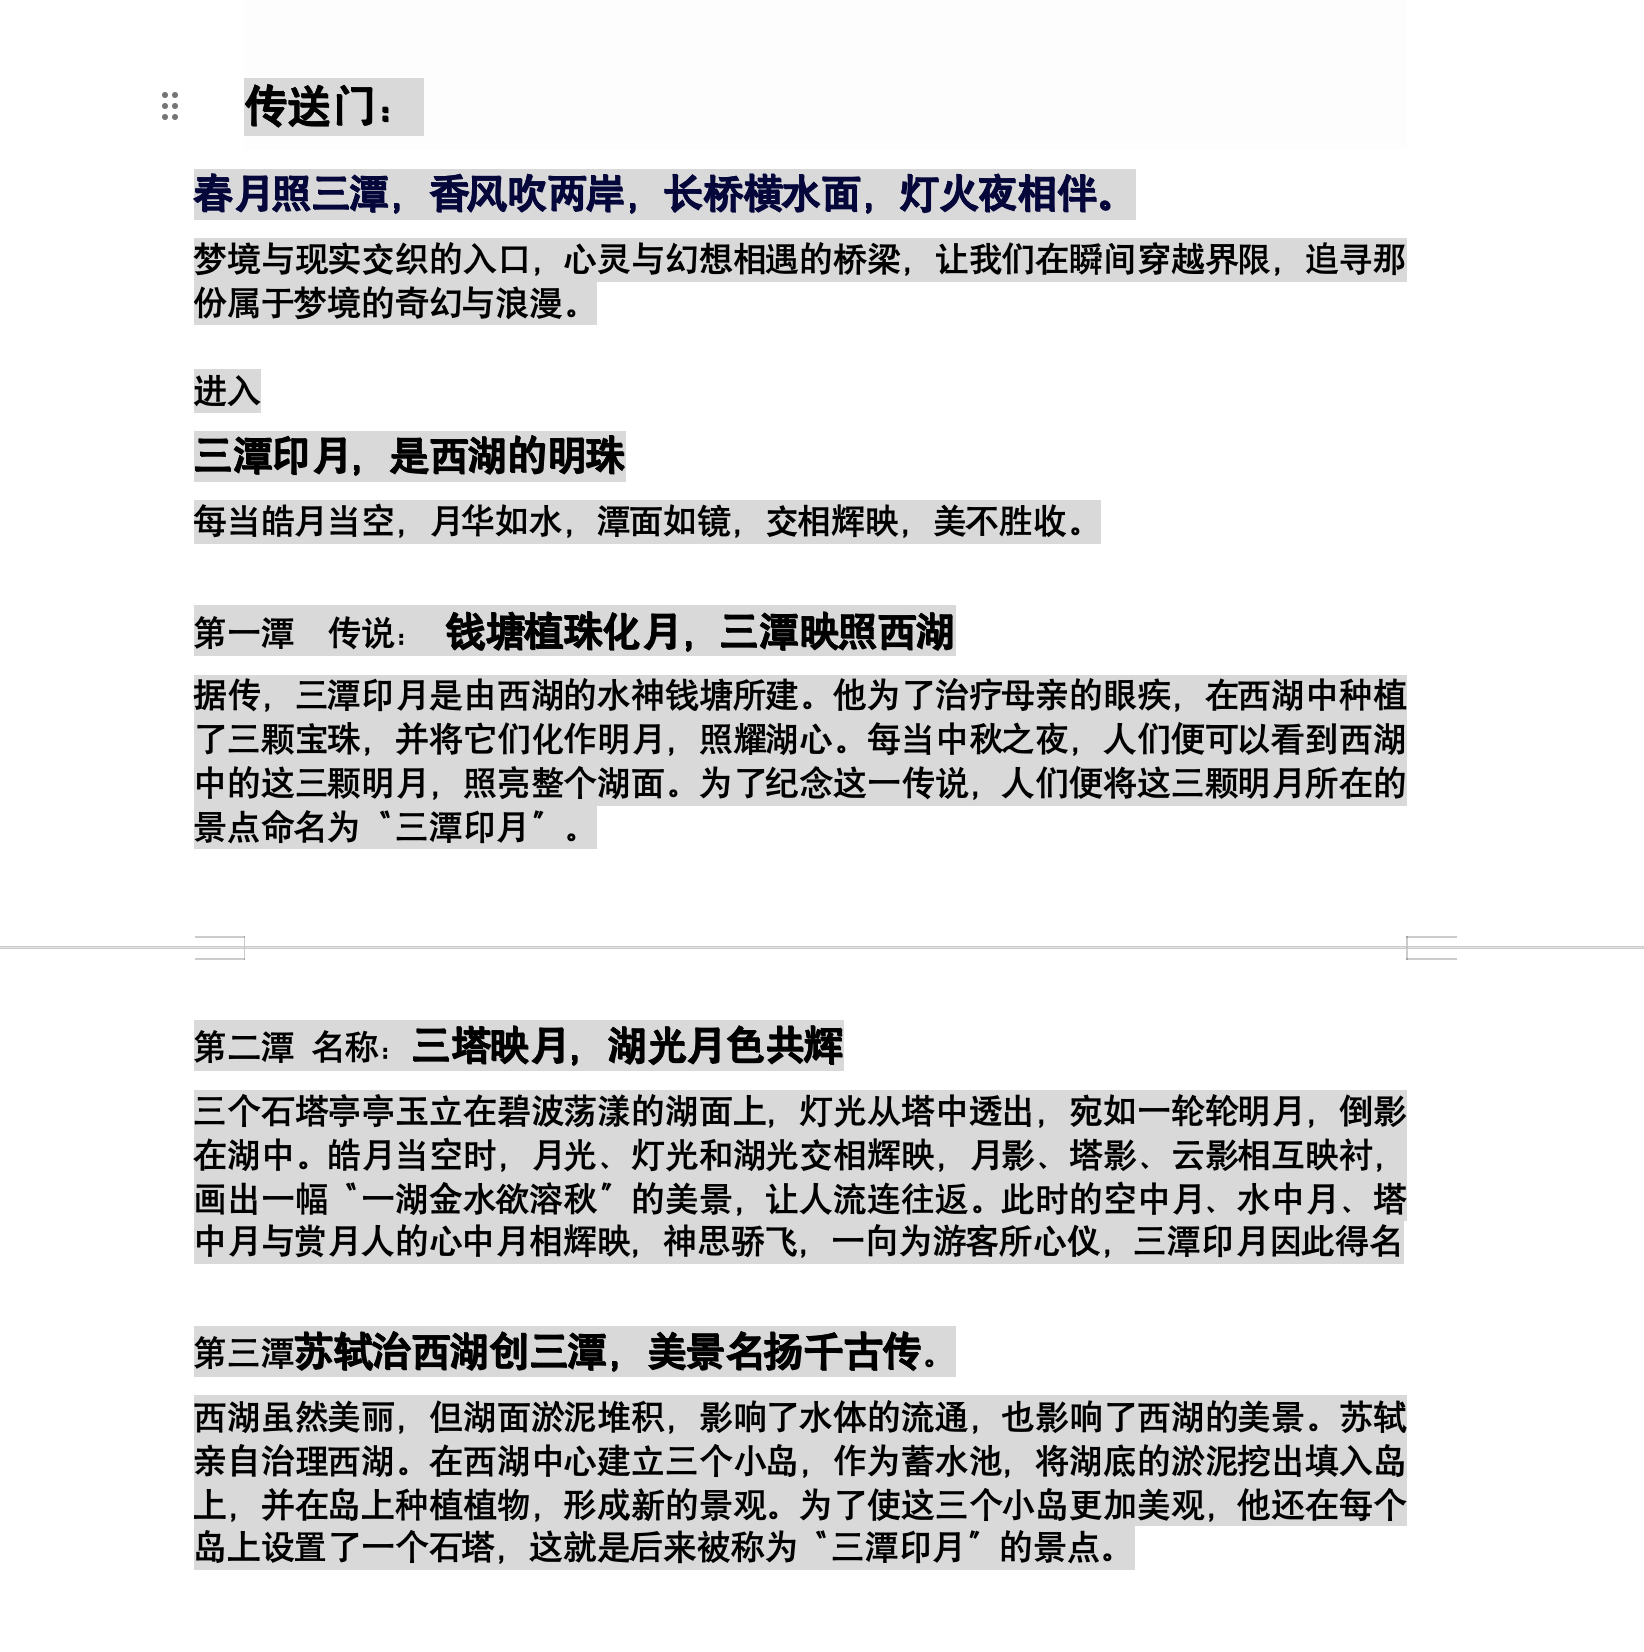 传送门：
春月照三潭，香风吹两岸，长桥横水面，灯火夜相伴。
梦境与现实交织的入口，心灵与幻想相遇的桥梁，让我们在瞬间穿越界限，追寻那
份属于梦境的奇幻与浪漫。
进入
三潭印月，是西湖的明珠
每当皓月当空，月华如水，潭面如镜，交相辉映，美不胜收。
第一潭　传说：　钱塘植珠化月，三潭映照西湖
据传，三潭印月是由西湖的水神钱塘所建。他为了治疗母亲的眼疾，在西湖中种植
了三颗宝珠，并将它们化作明月，照耀湖心。每当中秋之夜，人们便可以看到西湖
中的这三颗明月，照亮整个湖面。为了纪念这一传说，人们便将这三颗明月所在的
景点命名为“三潭印月”。
第二潭 名称：三塔映月，湖光月色共辉
三个石塔亭亭玉立在碧波荡漾的湖面上，灯光从塔中透出，宛如一轮轮明月，倒影
在湖中。皓月当空时，月光、灯光和湖光交相辉映，月影、塔影、云影相互映衬，
画出一幅“一湖金水欲溶秋”的美景，让人流连往返。此时的空中月、水中月、塔
中月与赏月人的心中月相辉映，神思骄飞，一向为游客所心仪，三潭印月因此得名
第三潭苏轼治西湖创三潭，美景名扬千古传。
西湖虽然美丽，但湖面淤泥堆积，影响了水体的流通，也影响了西湖的美景。苏轼
亲自治理西湖。在西湖中心建立三个小岛，作为蓄水池，将湖底的淤泥挖出填入岛
上，并在岛上种植植物，形成新的景观。为了使这三个小岛更加美观，他还在每个
岛上设置了一个石塔，这就是后来被称为“三潭印月”的景点。